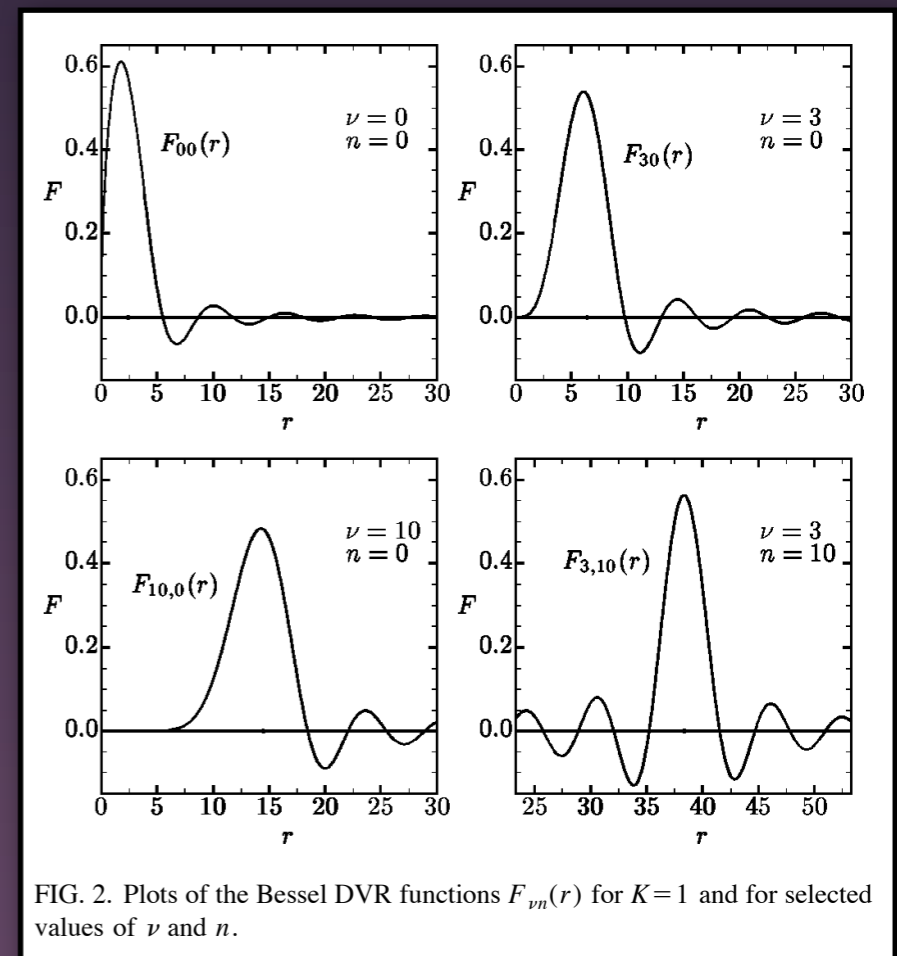 0.6
0.4
F
0.2
0.0
F₀₀(r)
ν = 0
n = 0
0 5 10 15 20 25 30
r
0.6
0.4
F
0.2
0.0
F₃₀(r)
ν = 3
n = 0
0 5 10 15 20 25 30
r
0.6
0.4
F
0.2
0.0
F₁₀,₀(r)
ν = 10
n = 0
0 5 10 15 20 25 30
r
0.6
0.4
F
0.2
0.0
F₃,₁₀(r)
ν = 3
n = 10
25 30 35 40 45 50
r
FIG. 2. Plots of the Bessel DVR functions Fνn(r) for K=1 and for selected
values of ν and n.